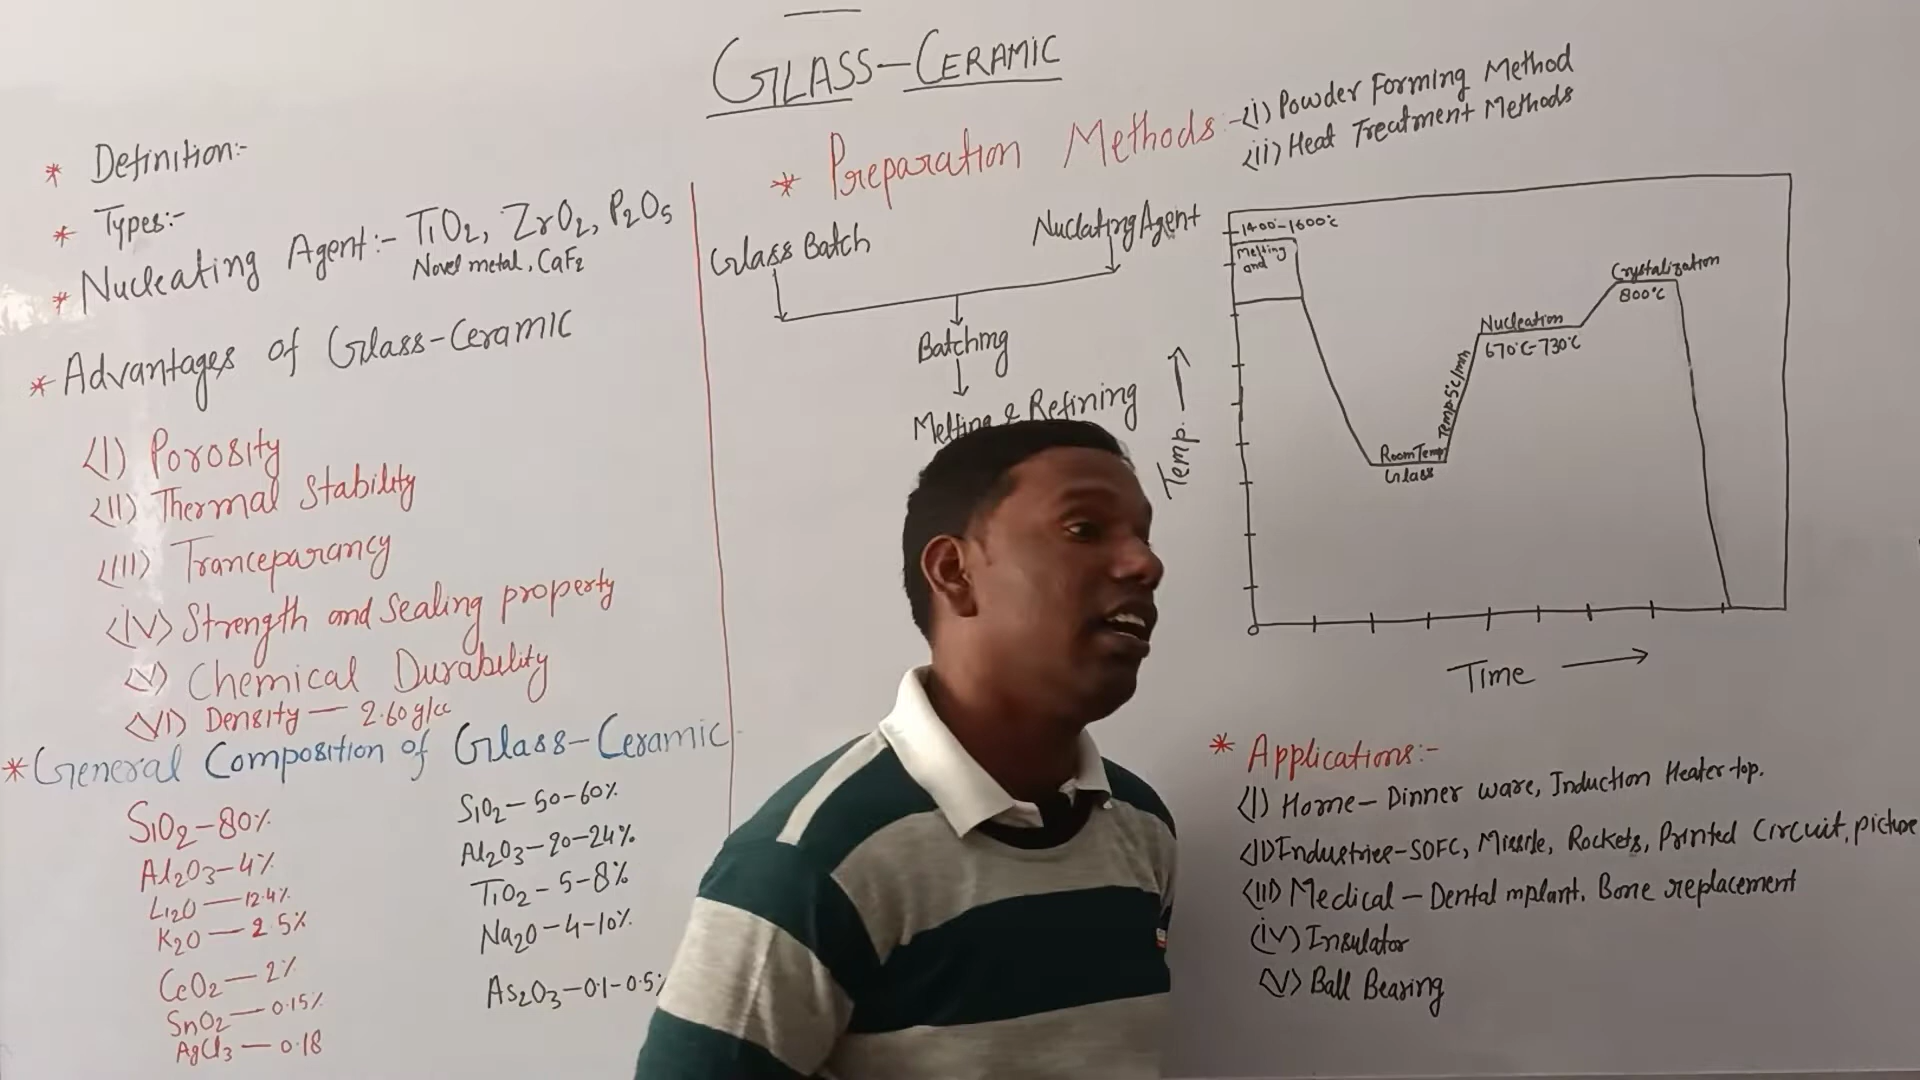 GLASS-CERAMIC
* Definition:-
* Types:-
* Nucleating Agent:- TiO2, ZrO2, P2O5
Novel metal, CaF2
* Advantages of Glass-Ceramic
(I) Porosity
(II) Thermal Stability
(III) Tranceparancy
(iv) Strength and Sealing property
(V) Chemical Durability
(VI) Density — 2.60 g/cc
* General Composition of Glass-Ceramic
SiO2-80%
Al2O3-4%
Li2O — 12.4%
K2O — 2.5%
CeO2 — 2%
SnO2 — 0.15%
AgCl3 — 0.18
SiO2-50-60%
Al2O3-20-24%
TiO2-5-8%
Na2O-4-10%
As2O3-0.1-0.5%
* Preparation Methods:-(i) Powder Forming Method
(ii) Heat Treatment Methods
Glass Batch
Nuclating Agent
Batching
Melting & Refining
Temp.
1400-1600°C
Melting
and
Room Temp
Glass
Temp 5°C/min
Nucleation
670°C-730°C
Crystalization
800°C
0
Time
* Applications:-
(I) Home- Dinner ware, Induction Heater top.
(II) Industries-SOFC, Missile, Rockets, Printed Circuit, picture
(III) Medical - Dental mplant. Bone replacement
(iv) Insulator
(V) Ball Bearing